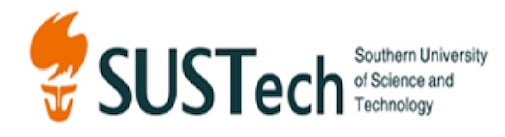 SUSTech
Southern University
of Science and
Technology